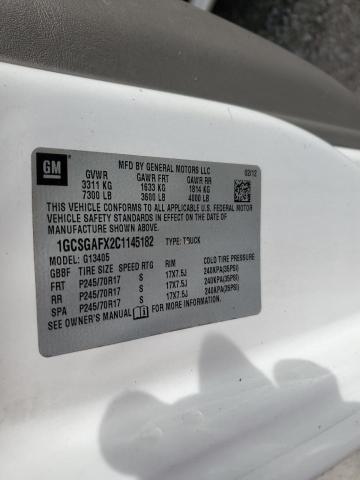 GM
MFD BY GENERAL MOTORS LLC 02/12
GVWR GAWR FRT GAWR RR
3311 KG 1633 KG 1814 KG
7300 LB 3600 LB 4000 LB
THIS VEHICLE CONFORMS TO ALL APPLICABLE U.S. FEDERAL MOTOR
VEHICLE SAFETY STANDARDS IN EFFECT ON THE DATE OF
MANUFACTURE SHOWN ABOVE.
1GCSGAFX2C1145182 TYPE: TRUCK
MODEL: G13405
GBBF TIRE SIZE SPEED RTG RIM COLD TIRE PRESSURE
FRT P245/70R17 S 17X7.5J 240KPA(35PSI)
RR P245/70R17 S 17X7.5J 240KPA(35PSI)
SPA P245/70R17 S 17X7.5J 240KPA(35PSI)
SEE OWNER'S MANUAL FOR MORE INFORMATION